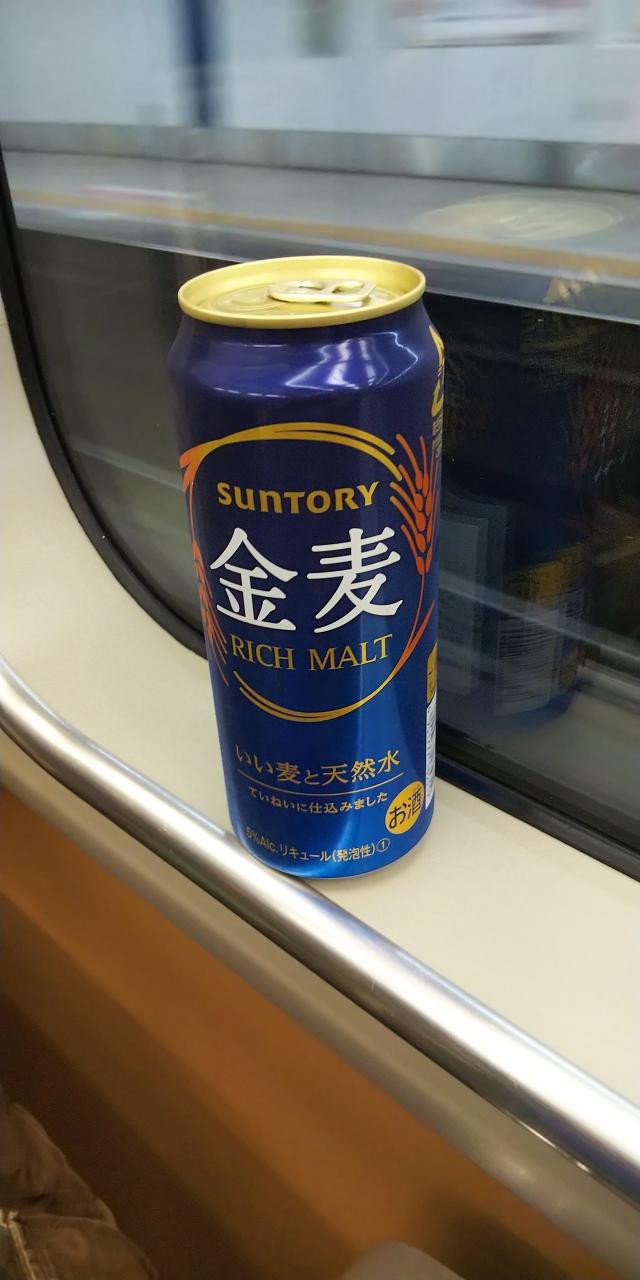 SUNTORY
金麦
RICH MALT
いい麦と天然水
ていねいに仕込みました
お酒
5%Alc. リキュール(発泡性)①